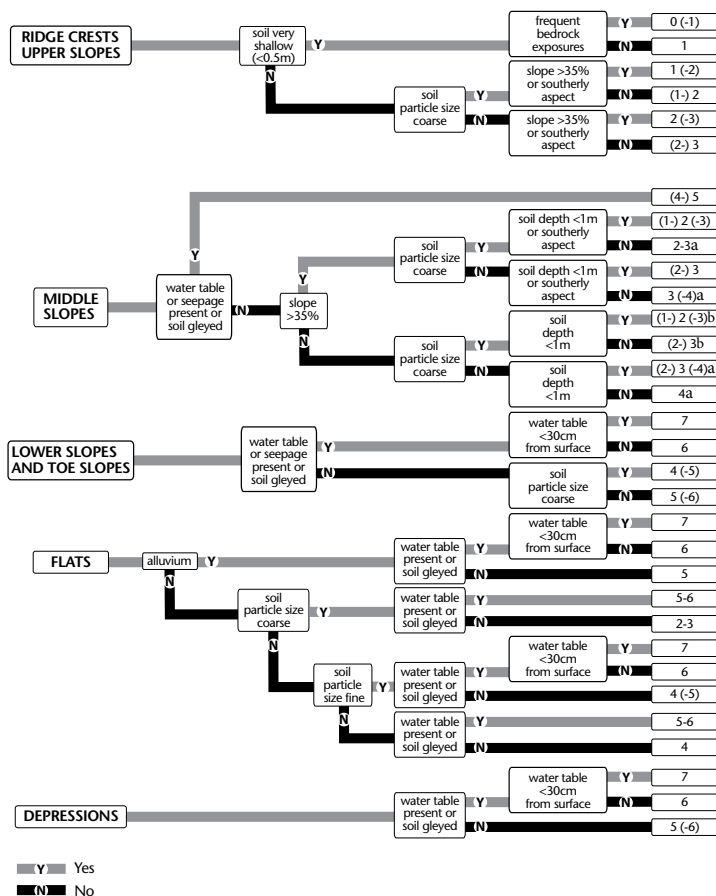 RIDGE CRESTS
UPPER SLOPES
soil very
shallow
(<0.5m)
Y
N
frequent
bedrock
exposures
Y
0 (-1)
N
1
soil
particle size
coarse
Y
N
slope >35%
or southerly
aspect
Y
1 (-2)
N
(1-) 2
slope >35%
or southerly
aspect
Y
2 (-3)
N
(2-) 3
MIDDLE
SLOPES
water table
or seepage
present or
soil gleyed
Y
(4-) 5
N
slope
>35%
Y
N
soil
particle size
coarse
Y
N
soil depth <1m
or southerly
aspect
Y
(1-) 2 (-3)
N
2-3a
soil depth <1m
or southerly
aspect
Y
(2-) 3
N
3 (-4)a
soil
particle size
coarse
Y
N
soil
depth
<1m
Y
(1-) 2 (-3)b
N
(2-) 3b
soil
depth
<1m
Y
(2-) 3 (-4)a
N
4a
LOWER SLOPES
AND TOE SLOPES
water table
or seepage
present or
soil gleyed
Y
N
water table
<30cm
from surface
Y
7
N
6
soil
particle size
coarse
Y
4 (-5)
N
5 (-6)
FLATS
alluvium
Y
N
water table
present or
soil gleyed
Y
N
water table
<30cm
from surface
Y
7
N
6
5
soil
particle size
coarse
Y
N
water table
present or
soil gleyed
Y
5-6
N
2-3
soil
particle
size fine
Y
N
water table
present or
soil gleyed
Y
N
water table
<30cm
from surface
Y
7
N
6
4 (-5)
water table
present or
soil gleyed
Y
5-6
N
4
DEPRESSIONS
water table
present or
soil gleyed
Y
N
water table
<30cm
from surface
Y
7
N
6
5 (-6)
Y Yes
N No